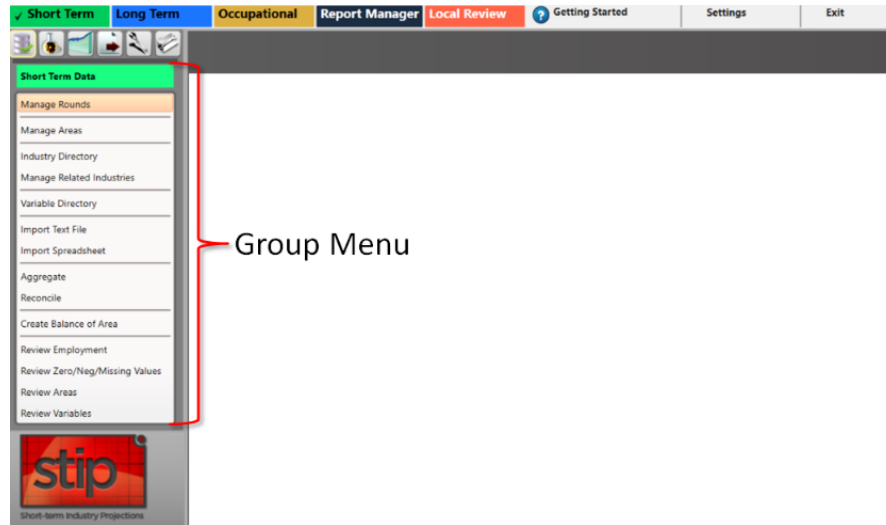 ✓ Short Term Long Term Occupational Report Manager Local Review ? Getting Started Settings Exit
Short Term Data
Manage Rounds
Manage Areas
Industry Directory
Manage Related Industries
Variable Directory
Import Text File
Import Spreadsheet
Group Menu
Aggregate
Reconcile
Create Balance of Area
Review Employment
Review Zero/Neg/Missing Values
Review Areas
Review Variables
stip
Short-term Industry Projections